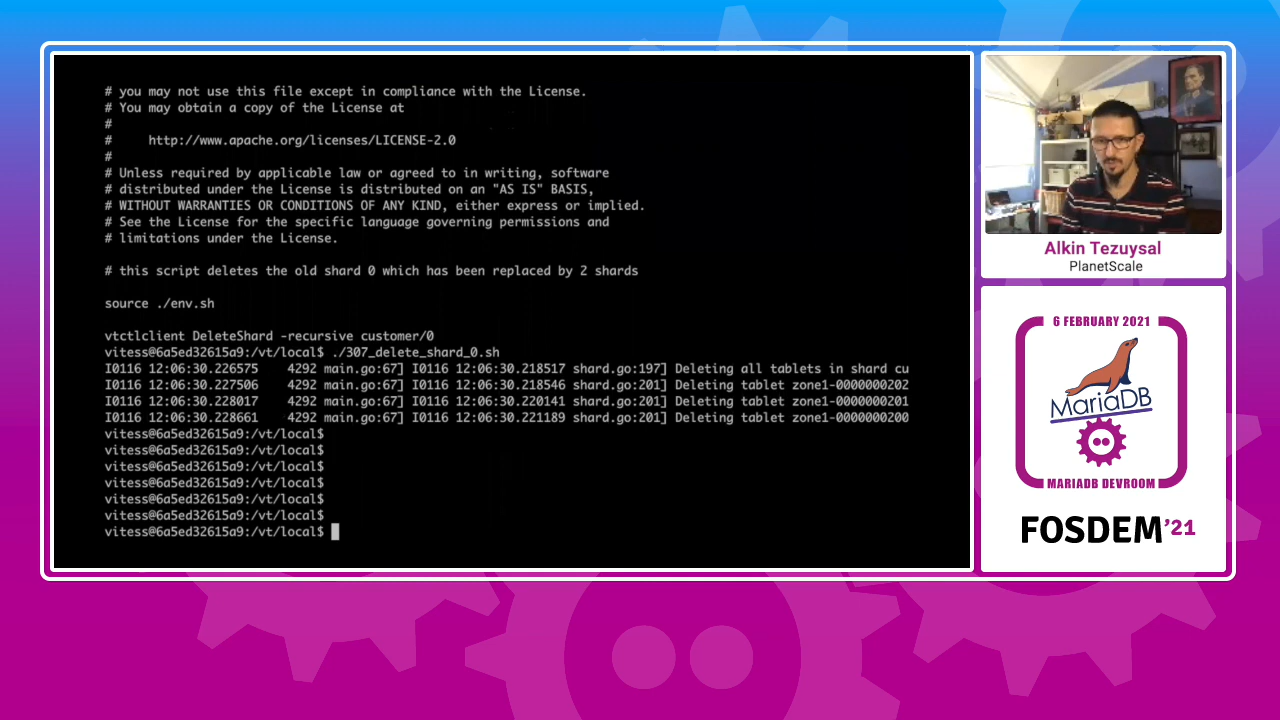 # you may not use this file except in compliance with the License.
# You may obtain a copy of the License at
#
#     http://www.apache.org/licenses/LICENSE-2.0
#
# Unless required by applicable law or agreed to in writing, software
# distributed under the License is distributed on an "AS IS" BASIS,
# WITHOUT WARRANTIES OR CONDITIONS OF ANY KIND, either express or implied.
# See the License for the specific language governing permissions and
# limitations under the License.
# this script deletes the old shard 0 which has been replaced by 2 shards
source ./env.sh
vtctlclient DeleteShard -recursive customer/0
vitess@6a5ed32615a9:/vt/local$ ./307_delete_shard_0.sh
I0116 12:06:30.226575    4292 main.go:67] I0116 12:06:30.218517 shard.go:197] Deleting all tablets in shard cu
I0116 12:06:30.227506    4292 main.go:67] I0116 12:06:30.218546 shard.go:201] Deleting tablet zone1-0000000202
I0116 12:06:30.228017    4292 main.go:67] I0116 12:06:30.220141 shard.go:201] Deleting tablet zone1-0000000201
I0116 12:06:30.228661    4292 main.go:67] I0116 12:06:30.221189 shard.go:201] Deleting tablet zone1-0000000200
vitess@6a5ed32615a9:/vt/local$
vitess@6a5ed32615a9:/vt/local$
vitess@6a5ed32615a9:/vt/local$
vitess@6a5ed32615a9:/vt/local$
vitess@6a5ed32615a9:/vt/local$
vitess@6a5ed32615a9:/vt/local$
vitess@6a5ed32615a9:/vt/local$
Alkin Tezuysal
PlanetScale
6 FEBRUARY 2021
MariaDB
MARIADB DEVROOM
FOSDEM'21